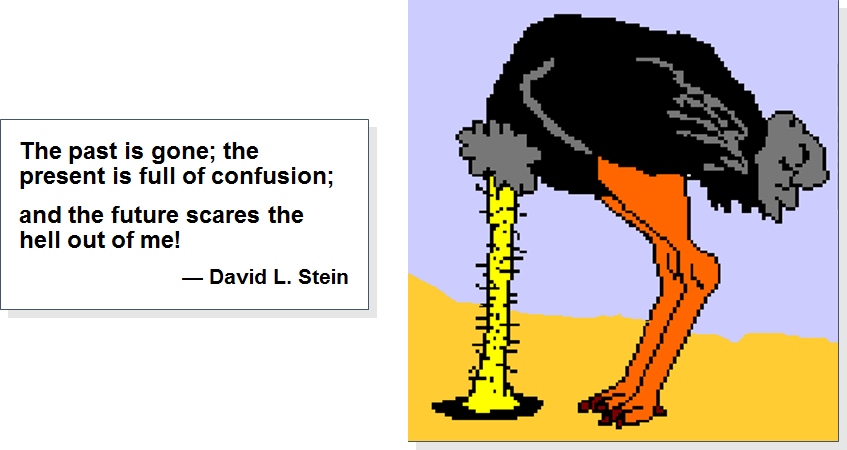 The past is gone; the
present is full of confusion;
and the future scares the
hell out of me!
— David L. Stein